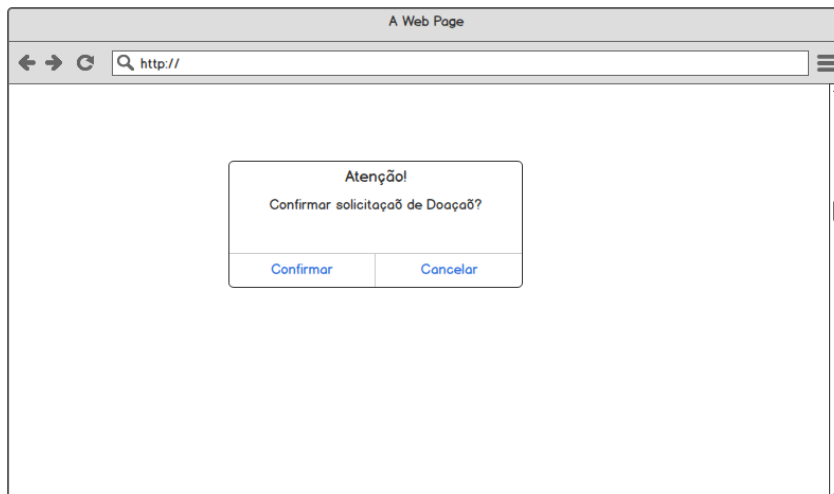 A Web Page
http://
Atenção!
Confirmar solicitaçaõ de Doaçaõ?
Confirmar
Cancelar